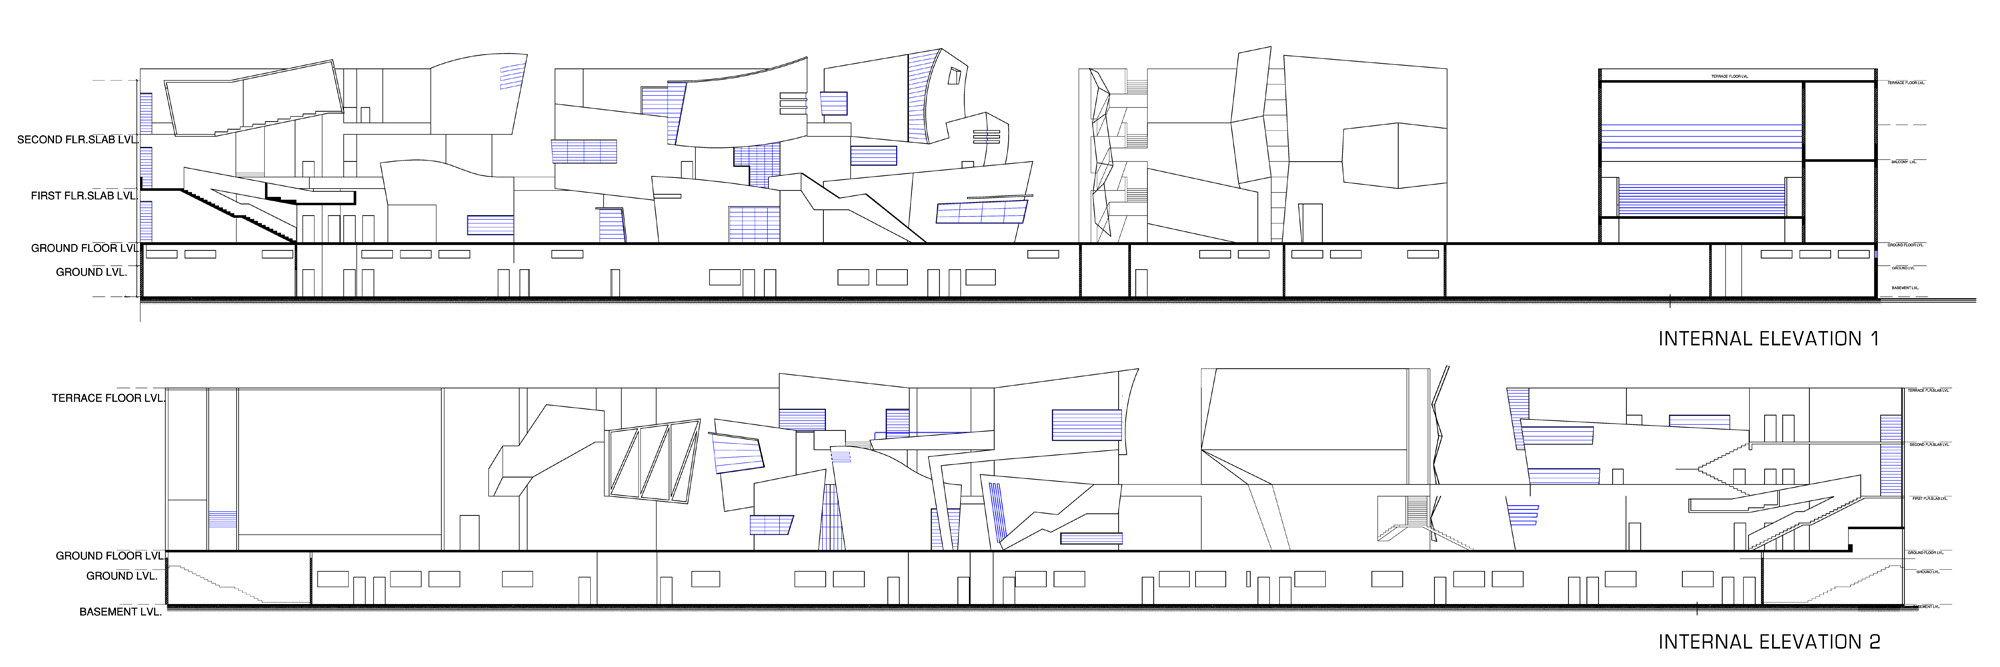 TERRACE FLOOR LVL.
TERRACE FLOOR LVL.
SECOND FLR.SLAB LVL.
BALCONY LVL.
FIRST FLR.SLAB LVL.
GROUND FLOOR LVL.
GROUND FLOOR LVL.
GROUND LVL.
GROUND LVL.
BASEMENT LVL.
INTERNAL ELEVATION 1
TERRACE FLOOR LVL.
TERRACE FLR.SLAB LVL.
SECOND FLR.SLAB LVL.
FIRST FLR.SLAB LVL.
GROUND FLOOR LVL.
GROUND FLOOR LVL.
GROUND LVL.
GROUND LVL.
BASEMENT LVL.
BASEMENT LVL.
INTERNAL ELEVATION 2